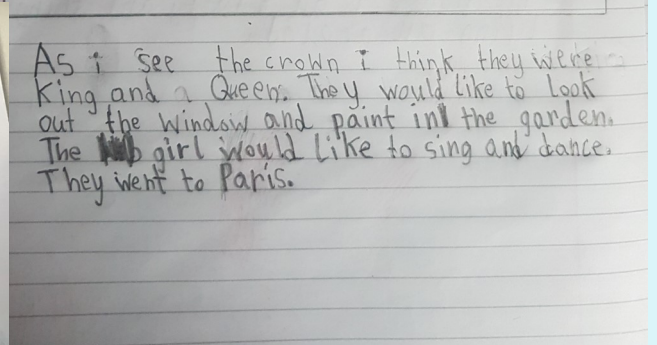 As i see the crown I think they were
King and a Queen. They would like to Look
out the window and paint in the garden.
The girl would like to sing and dance.
They went to Paris.